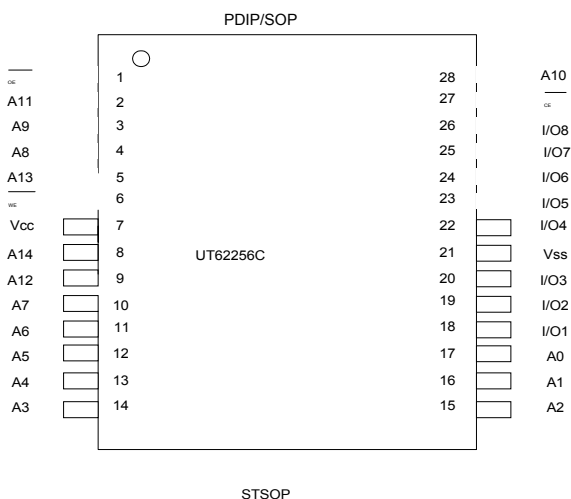 PDIP/SOP
OE 1 28 A10
A11 2 27 CE
A9 3 26 I/O8
A8 4 25 I/O7
A13 5 24 I/O6
WE 6 23 I/O5
Vcc 7 22 I/O4
A14 8 UT62256C 21 Vss
A12 9 20 I/O3
A7 10 19 I/O2
A6 11 18 I/O1
A5 12 17 A0
A4 13 16 A1
A3 14 15 A2
STSOP